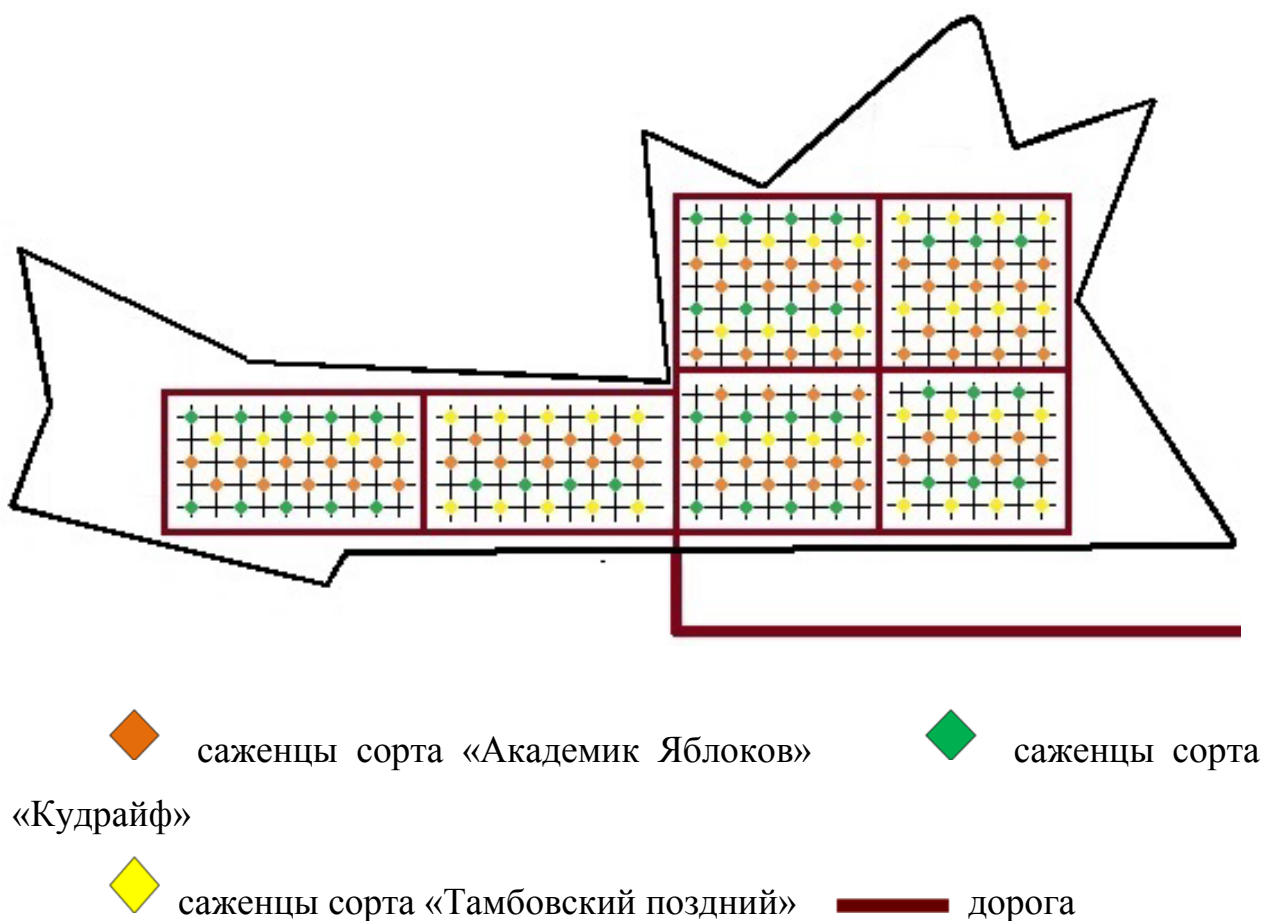 саженцы сорта «Академик Яблоков» саженцы сорта
«Кудрайф»
саженцы сорта «Тамбовский поздний» дорога